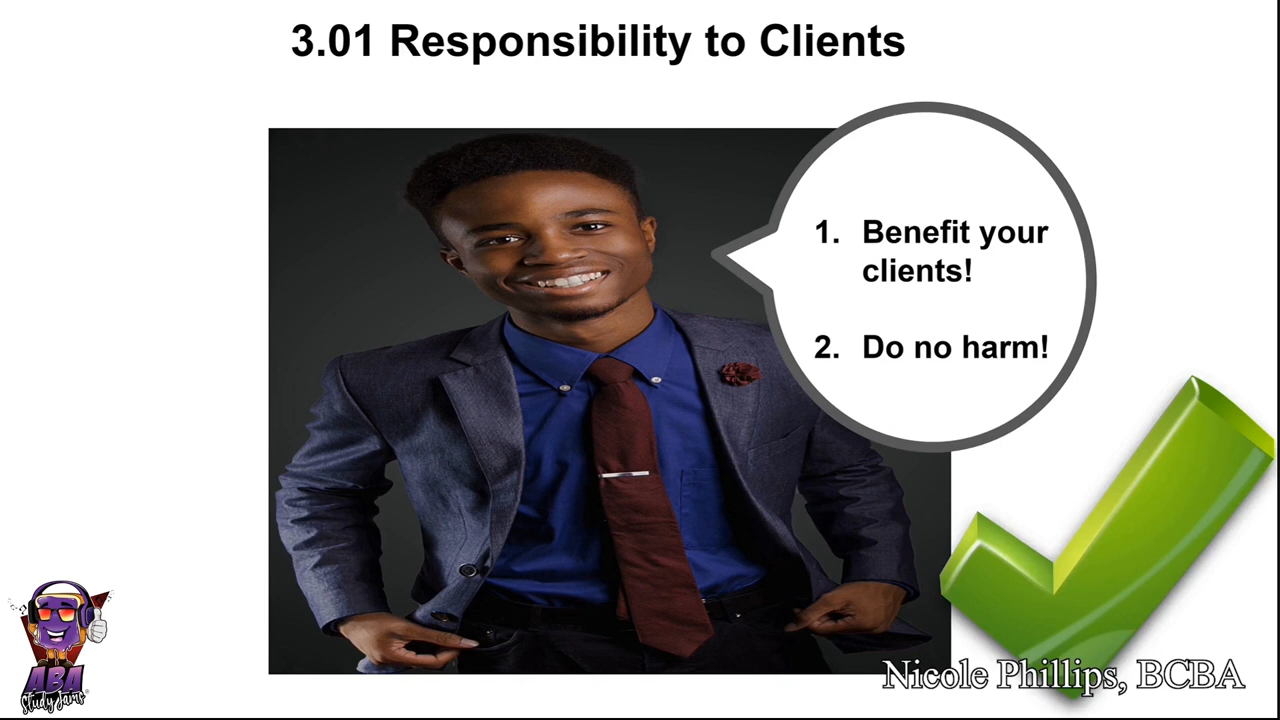 3.01 Responsibility to Clients
1. Benefit your
clients!
2. Do no harm!
ABA
Study Jams®
Nicole Phillips, BCBA